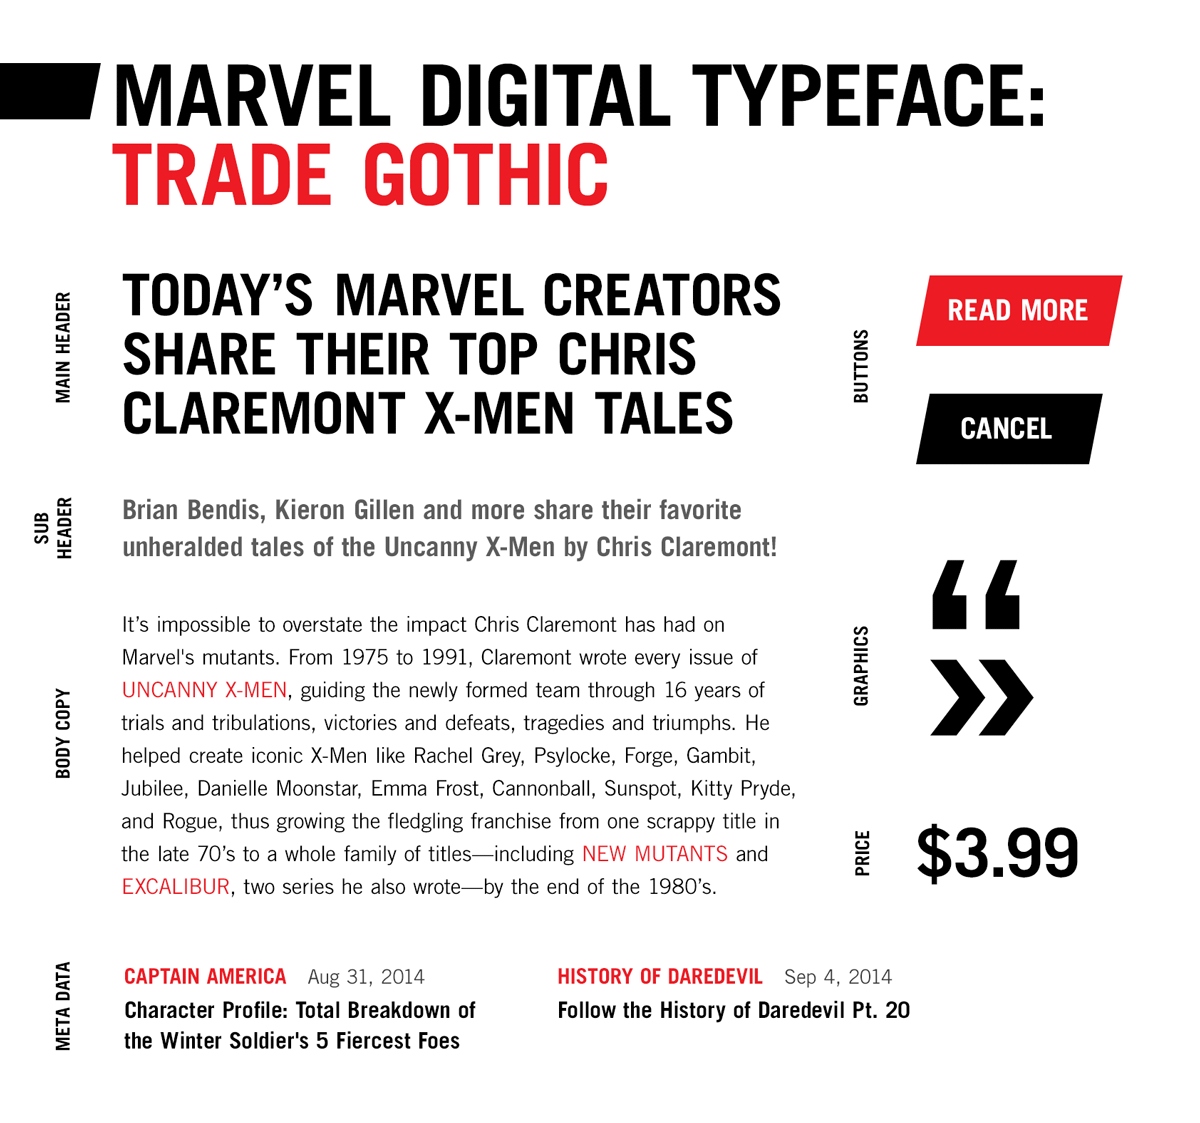 MARVEL DIGITAL TYPEFACE:
TRADE GOTHIC
MAIN HEADER
TODAY’S MARVEL CREATORS
SHARE THEIR TOP CHRIS
CLAREMONT X-MEN TALES
SUB
HEADER
Brian Bendis, Kieron Gillen and more share their favorite
unheralded tales of the Uncanny X-Men by Chris Claremont!
BODY COPY
It’s impossible to overstate the impact Chris Claremont has had on
Marvel's mutants. From 1975 to 1991, Claremont wrote every issue of
UNCANNY X-MEN, guiding the newly formed team through 16 years of
trials and tribulations, victories and defeats, tragedies and triumphs. He
helped create iconic X-Men like Rachel Grey, Psylocke, Forge, Gambit,
Jubilee, Danielle Moonstar, Emma Frost, Cannonball, Sunspot, Kitty Pryde,
and Rogue, thus growing the fledgling franchise from one scrappy title in
the late 70’s to a whole family of titles—including NEW MUTANTS and
EXCALIBUR, two series he also wrote—by the end of the 1980’s.
BUTTONS
READ MORE
CANCEL
GRAPHICS
“
»
PRICE
$3.99
META DATA
CAPTAIN AMERICA Aug 31, 2014
Character Profile: Total Breakdown of
the Winter Soldier's 5 Fiercest Foes
HISTORY OF DAREDEVIL Sep 4, 2014
Follow the History of Daredevil Pt. 20